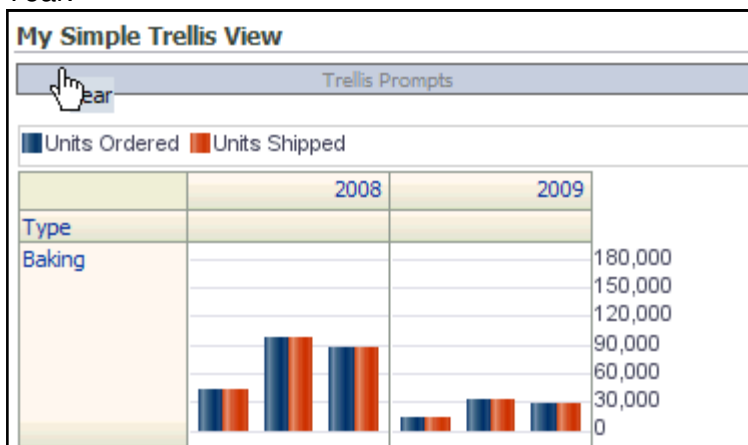 My Simple Trellis View
Trellis Prompts
ear
Units Ordered Units Shipped
2008 2009
Type
Baking
180,000
150,000
120,000
90,000
60,000
30,000
0